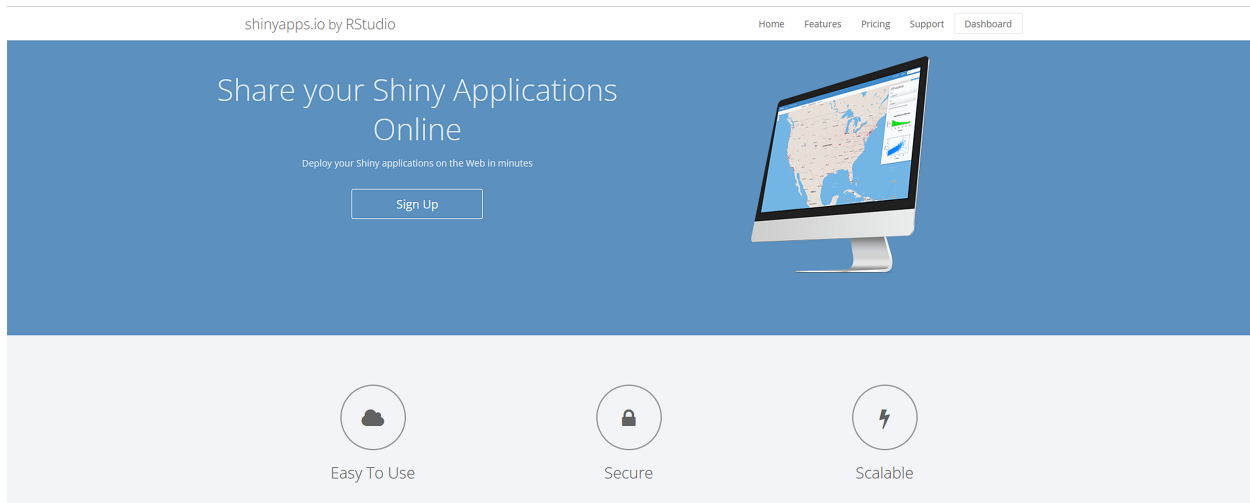 shinyapps.io by RStudio
Home Features Pricing Support Dashboard
Share your Shiny Applications
Online
Deploy your Shiny applications on the Web in minutes
Sign Up
Easy To Use
Secure
Scalable